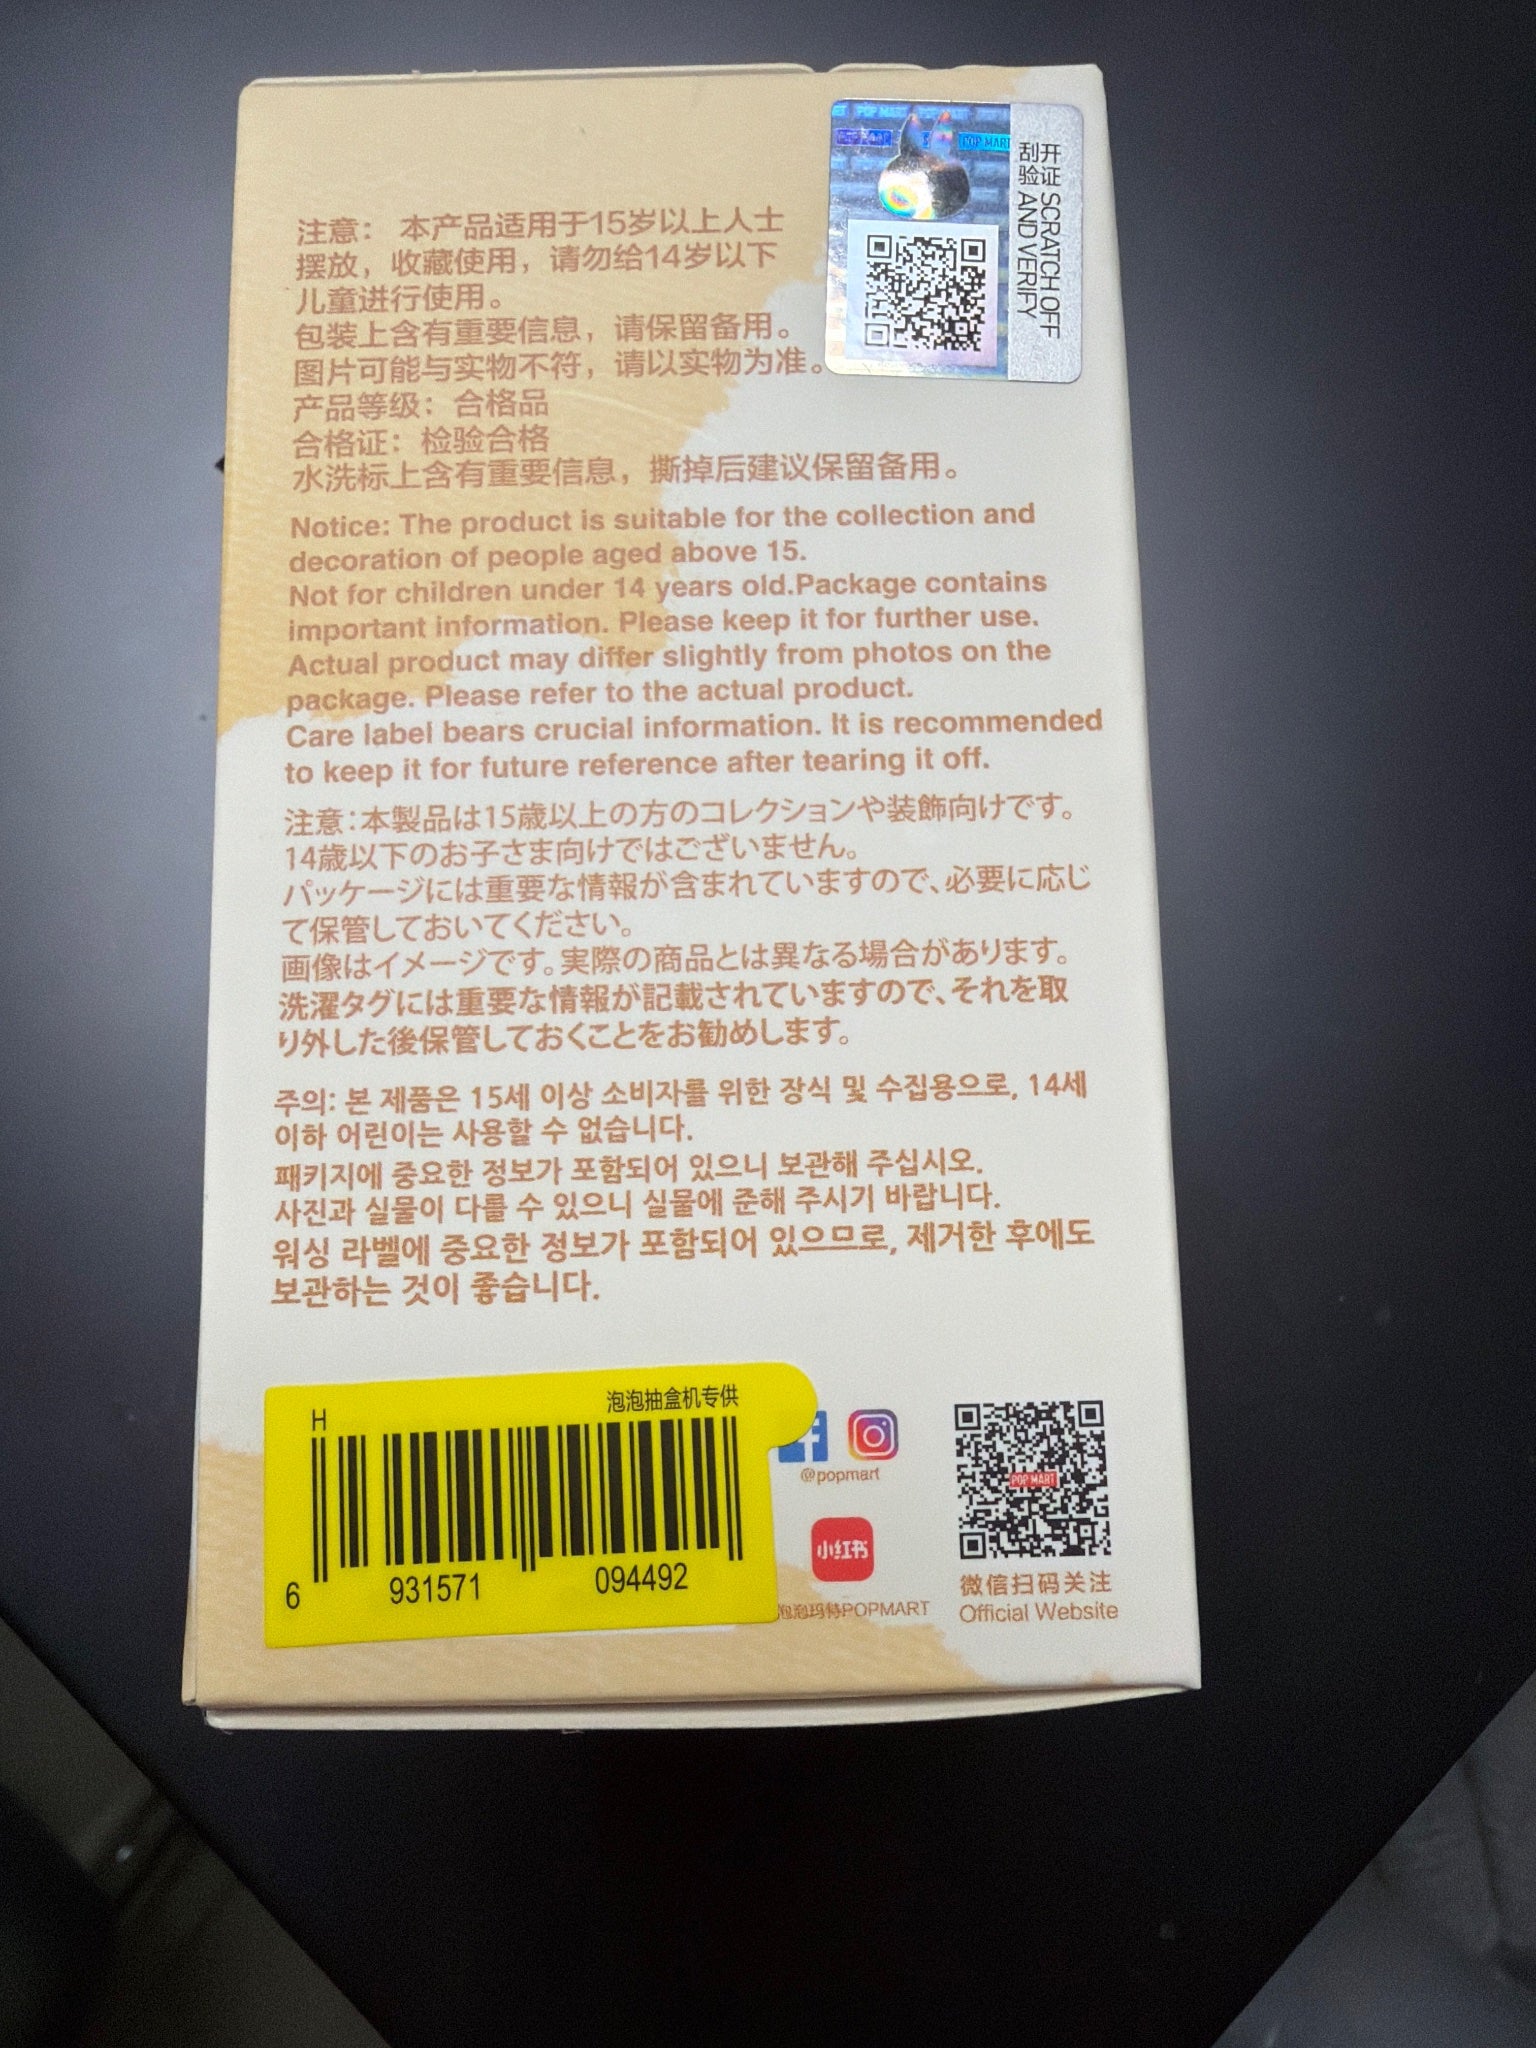 POP MART
POP MART
开证 SCRATCH OFF
刮验 AND VERIFY
注意： 本产品适用于15岁以上人士
摆放，收藏使用，请勿给14岁以下
儿童进行使用。
包装上含有重要信息，请保留备用。
图片可能与实物不符，请以实物为准。
产品等级：合格品
合格证：检验合格
水洗标上含有重要信息，撕掉后建议保留备用。
Notice: The product is suitable for the collection and
decoration of people aged above 15.
Not for children under 14 years old.Package contains
important information. Please keep it for further use.
Actual product may differ slightly from photos on the
package. Please refer to the actual product.
Care label bears crucial information. It is recommended
to keep it for future reference after tearing it off.
注意：本製品は15歳以上の方のコレクションや装飾向けです。
14歳以下のお子さま向けではございません。
パッケージには重要な情報が含まれていますので、必要に応じ
て保管しておいてください。
画像はイメージです。実際の商品とは異なる場合があります。
洗濯タグには重要な情報が記載されていますので、それを取
り外した後保管しておくことをお勧めします。
주의: 본 제품은 15세 이상 소비자를 위한 장식 및 수집용으로, 14세
이하 어린이는 사용할 수 없습니다.
패키지에 중요한 정보가 포함되어 있으니 보관해 주십시오.
사진과 실물이 다를 수 있으니 실물에 준해 주시기 바랍니다.
워싱 라벨에 중요한 정보가 포함되어 있으므로, 제거한 후에도
보관하는 것이 좋습니다.
H 泡泡抽盒机专供
6 931571 094492
f
@popmart
小红书
泡泡玛特POPMART
POP MART
微信扫码关注
Official Website